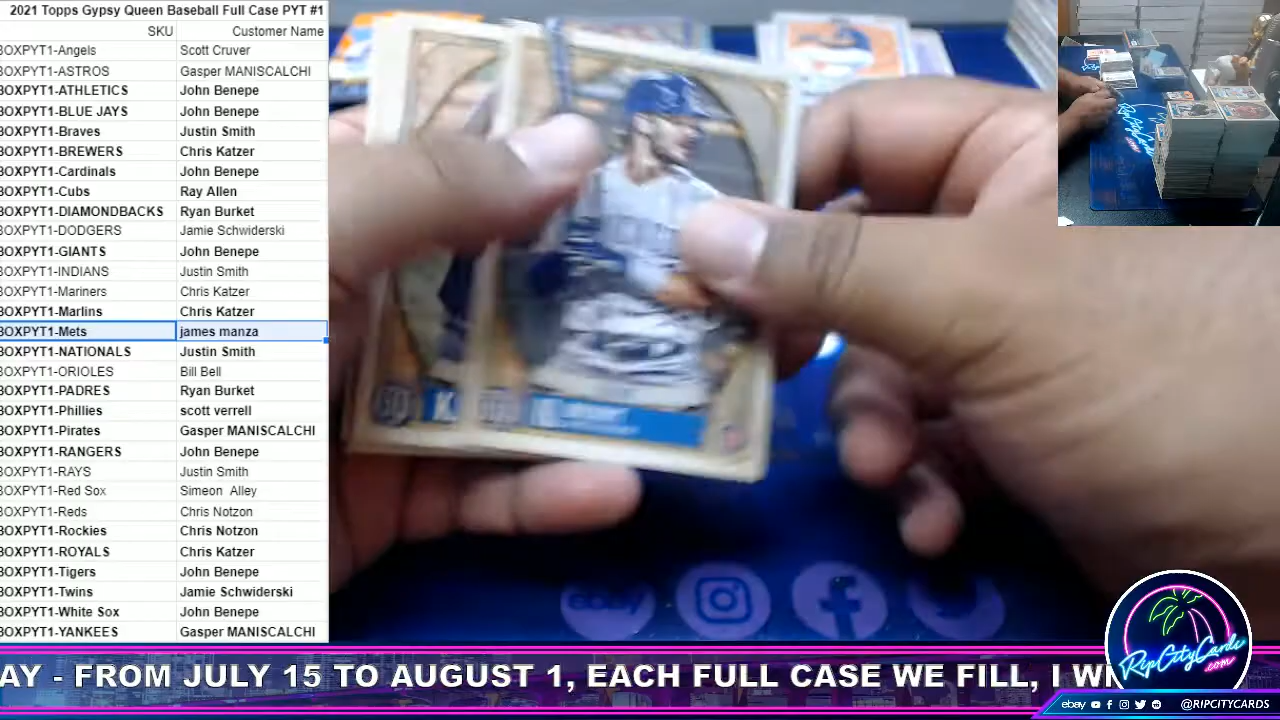 2021 Topps Gypsy Queen Baseball Full Case PYT #1
SKU Customer Name
BOXPYT1-Angels Scott Cruver
BOXPYT1-ASTROS Gasper MANISCALCHI
BOXPYT1-ATHLETICS John Benepe
BOXPYT1-BLUE JAYS John Benepe
BOXPYT1-Braves Justin Smith
BOXPYT1-BREWERS Chris Katzer
BOXPYT1-Cardinals John Benepe
BOXPYT1-Cubs Ray Allen
BOXPYT1-DIAMONDBACKS Ryan Burket
BOXPYT1-DODGERS Jamie Schwiderski
BOXPYT1-GIANTS John Benepe
BOXPYT1-INDIANS Justin Smith
BOXPYT1-Mariners Chris Katzer
BOXPYT1-Marlins Chris Katzer
BOXPYT1-Mets james manza
BOXPYT1-NATIONALS Justin Smith
BOXPYT1-ORIOLES Bill Bell
BOXPYT1-PADRES Ryan Burket
BOXPYT1-Phillies scott verrell
BOXPYT1-Pirates Gasper MANISCALCHI
BOXPYT1-RANGERS John Benepe
BOXPYT1-RAYS Justin Smith
BOXPYT1-Red Sox Simeon Alley
BOXPYT1-Reds Chris Notzon
BOXPYT1-Rockies Chris Notzon
BOXPYT1-ROYALS Chris Katzer
BOXPYT1-Tigers John Benepe
BOXPYT1-Twins Jamie Schwiderski
BOXPYT1-White Sox John Benepe
BOXPYT1-YANKEES Gasper MANISCALCHI
ebay
AY - FROM JULY 15 TO AUGUST 1, EACH FULL CASE WE FILL, I W
RipCityCards
.com
ebay @RIPCITYCARDS